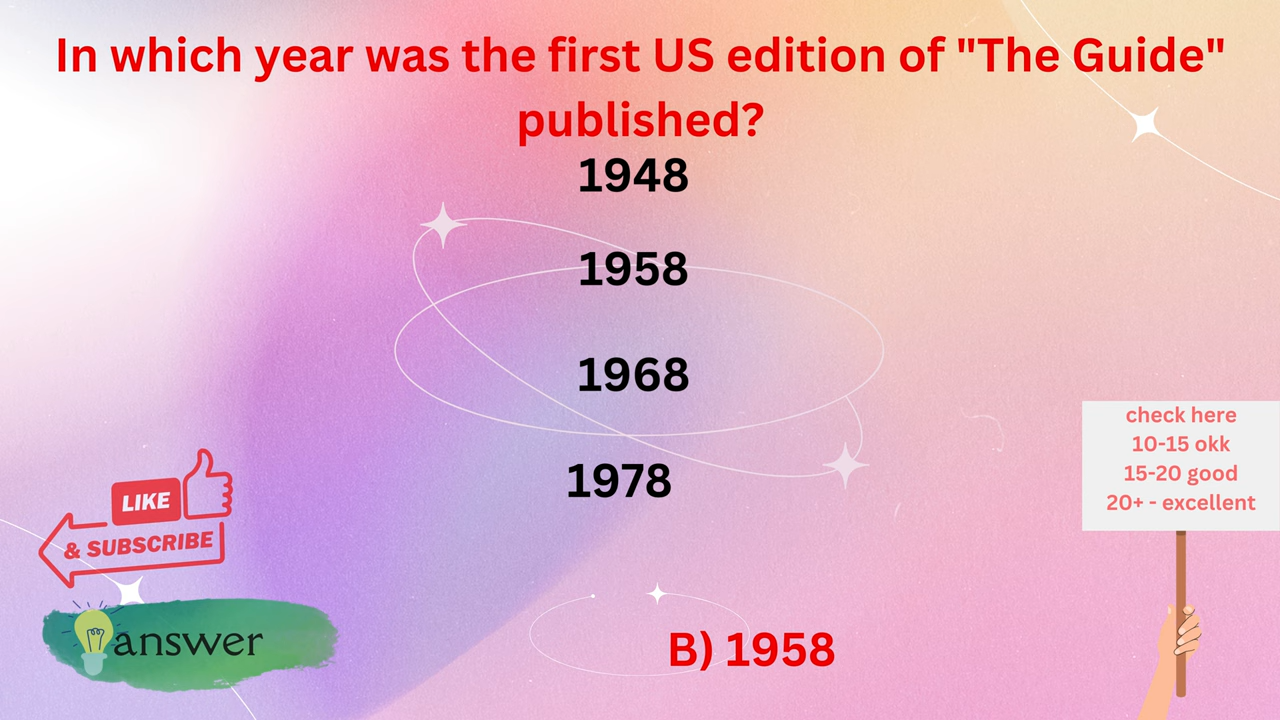 In which year was the first US edition of "The Guide"
published?
1948
1958
1968
1978
check here
10-15 okk
15-20 good
20+ - excellent
LIKE
& SUBSCRIBE
answer
B) 1958